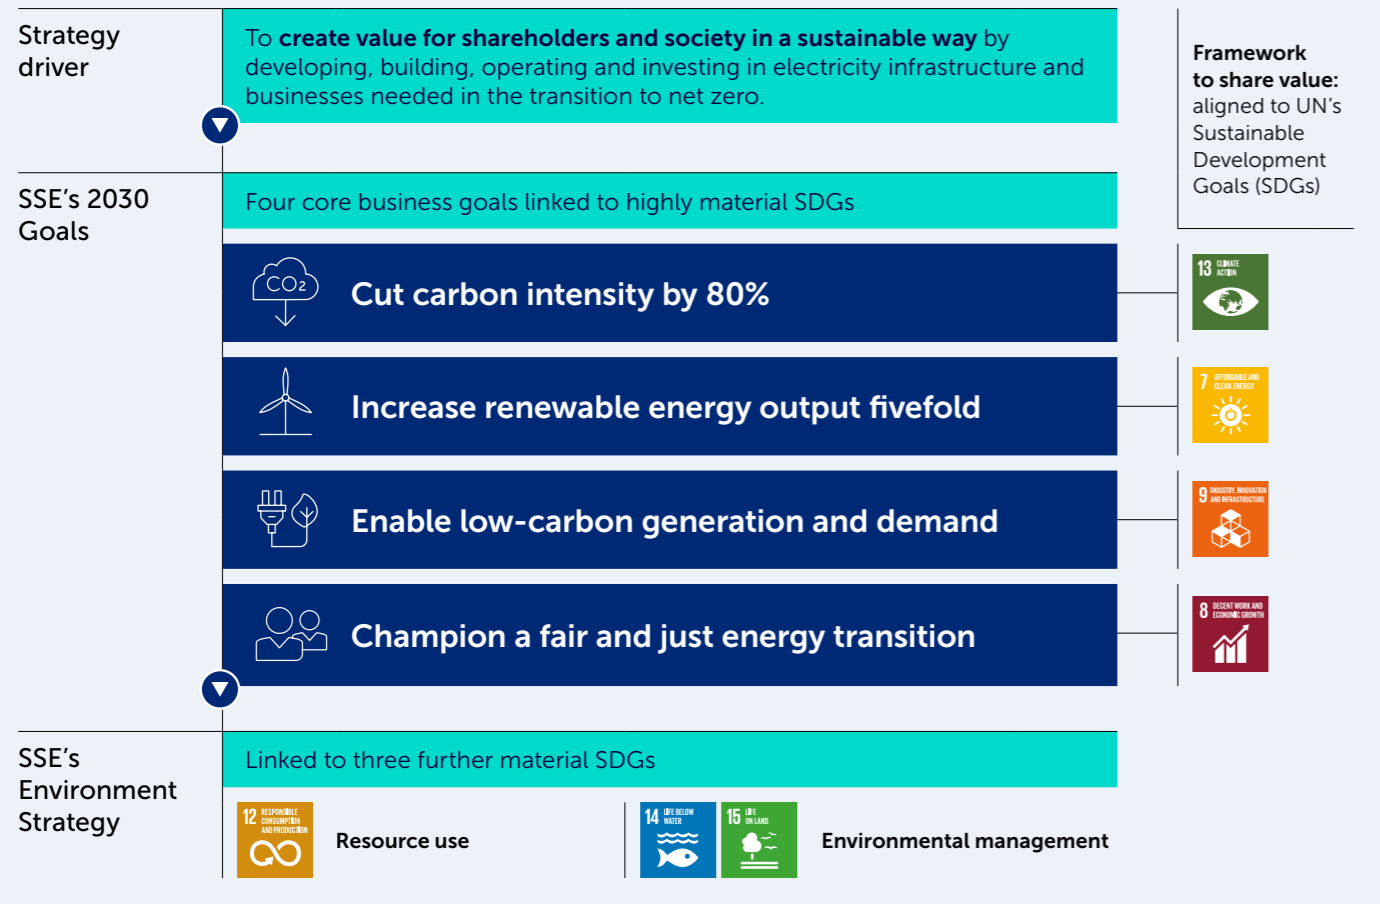 Strategy
driver
To create value for shareholders and society in a sustainable way by
developing, building, operating and investing in electricity infrastructure and
businesses needed in the transition to net zero.
Framework
to share value:
aligned to UN’s
Sustainable
Development
Goals (SDGs)
SSE’s 2030
Goals
Four core business goals linked to highly material SDGs
CO2
Cut carbon intensity by 80%
13 CLIMATE
ACTION
Increase renewable energy output fivefold
7 AFFORDABLE AND
CLEAN ENERGY
Enable low-carbon generation and demand
9 INDUSTRY, INNOVATION
AND INFRASTRUCTURE
Champion a fair and just energy transition
8 DECENT WORK AND
ECONOMIC GROWTH
SSE’s
Environment
Strategy
Linked to three further material SDGs
12 RESPONSIBLE
CONSUMPTION
AND PRODUCTION
Resource use
14 LIFE BELOW
WATER
15 LIFE
ON LAND
Environmental management